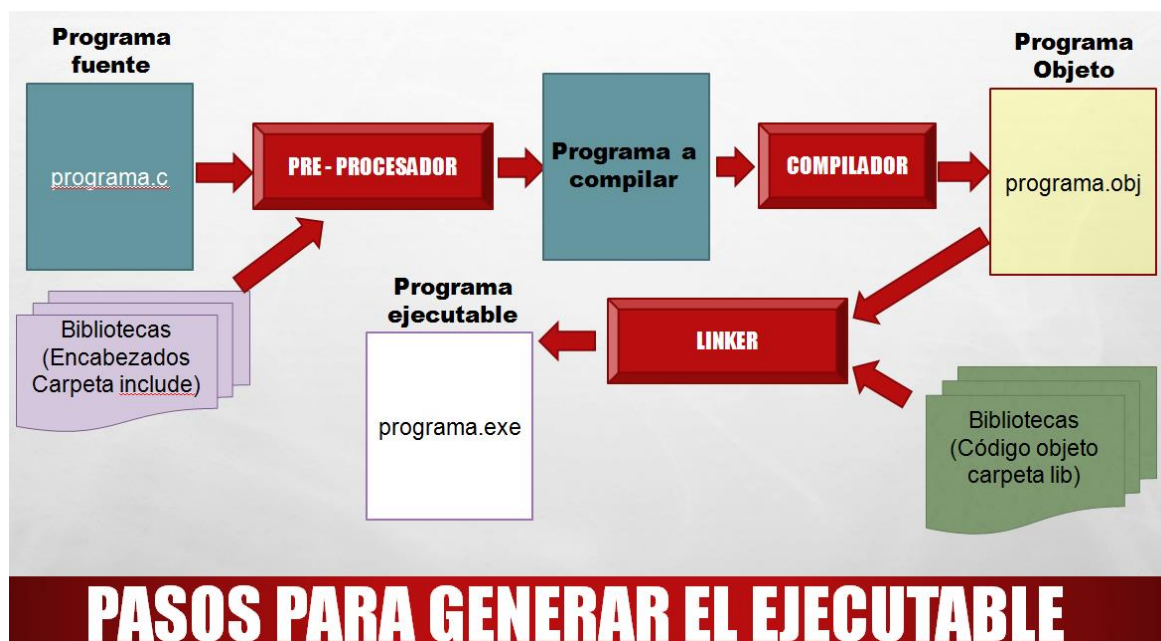 Programa
fuente
programa.c
PRE - PROCESADOR
Programa a
compilar
COMPILADOR
Programa
Objeto
programa.obj
Bibliotecas
(Encabezados
Carpeta include)
Programa
ejecutable
programa.exe
LINKER
Bibliotecas
(Código objeto
carpeta lib)
PASOS PARA GENERAR EL EJECUTABLE